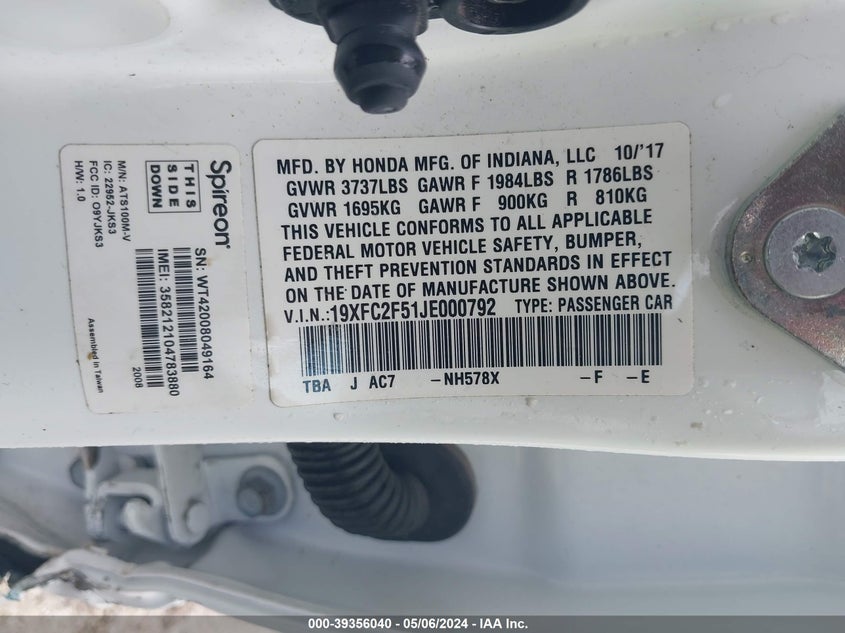 Spireon®
THIS
SIDE
DOWN
M/N: ATS100M-V
IC: 22952-JKS3
FCC ID: O9YJKS3
H/W: 1.0
SN: WT42008049164
IMEI: 358212104783880
Assembled in Taiwan
2008
MFD. BY HONDA MFG. OF INDIANA, LLC 10/'17
GVWR 3737LBS GAWR F 1984LBS R 1786LBS
GVWR 1695KG GAWR F 900KG R 810KG
THIS VEHICLE CONFORMS TO ALL APPLICABLE
FEDERAL MOTOR VEHICLE SAFETY, BUMPER,
AND THEFT PREVENTION STANDARDS IN EFFECT
ON THE DATE OF MANUFACTURE SHOWN ABOVE.
V.I.N.:19XFC2F51JE000792 TYPE: PASSENGER CAR
TBA J AC7 -NH578X -F -E
000-39356040 - 05/06/2024 - IAA Inc.